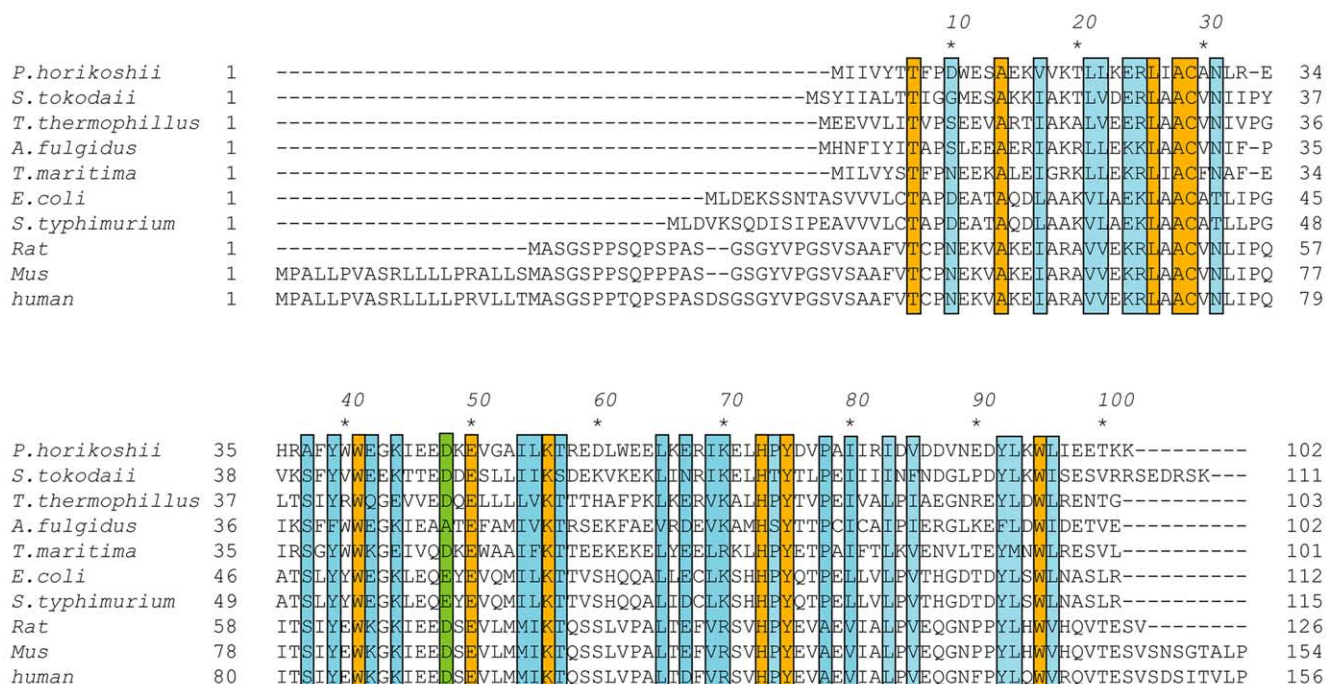 10 20 30
* * *
P.horikoshii 1 --------------------------------------------MIIVYTTFPDWESAEKVVKTLLKERLIACANLR-E 34
S.tokodaii 1 ------------------------------------------MSYIIALTTIGGMESAKKIAKTLVDERLAACVNIIPY 37
T.thermophillus 1 -------------------------------------------MEEVVLITVPSEEVARTIAKALVEERLAACVNIVPG 36
A.fulgidus 1 -------------------------------------------MHNFIYITAPSLEEAERIAKRLLEKKLAACVNIF-P 35
T.maritima 1 --------------------------------------------MILVYSTFPNEEKALEIGRKLLEKRLIACFNAF-E 34
E.coli 1 ----------------------------------MLDEKSSNTASVVVLCTAPDEATAQDLAAKVLAEKLAACATLIPG 45
S.typhimurium 1 -------------------------------MLDVKSQDISIPEAVVVLCTAPDEATAQDLAAKVLAEKLAACATLLPG 48
Rat 1 --------------------MASGSPPSQPSPAS--GSGYVPGSVSAAFVTCPNEKVAKEIARAVVEKRLAACVNLIPQ 57
Mus 1 MPALLPVASRLLLLPRALLSMASGSPPSQPPPAS--GSGYVPGSVSAAFVTCPNEKVAKEIARAVVEKRLAACVNLIPQ 77
human 1 MPALLPVASRLLLLPRVLLTMASGSPPTQPSPASDSGSGYVPGSVSAAFVTCPNEKVAKEIARAVVEKRLAACVNLIPQ 79
40 50 60 70 80 90 100
* * * * * * *
P.horikoshii 35 HRAFYWWEGKIEEDKEVGAILKTREDLWEELKERIKELHPYDVPAIIRIDVDDVNEDYLKWLIEETKK--------- 102
S.tokodaii 38 VKSFYVWEEKTTEDDESLLIIKSDEKVKEKLINRIKELHTYTLPEIIIINFNDGLPDYLKWISESVRRSEDRSK--- 111
T.thermophillus 37 LTSIYRWQGEVVEDQELLLLVKTTTHAFPKLKERVKALHPYTVPEIVALPIAEGNREYLDWLRENTG---------- 103
A.fulgidus 36 IKSFFWWEGKIEAATEFAMIVKTRSEKFAEVRDEVKAMHSYTTPCICAIPIERGLKEFLDWIDETVE---------- 102
T.maritima 35 IRSGYWWKGEIVQDKEWAAIFKTTEEKEKELYEELRKLHPYETPAIFTLKVENVLTEYMNWLRESVL---------- 101
E.coli 46 ATSLYYWEGKLEQEYEVQMILKTTVSHQQALLECLKSHHPYQTPELLVLPVTHGDTDYLSWLNASLR---------- 112
S.typhimurium 49 ATSLYYWEGKLEQEYEVQMILKTTVSHQQALIDCLKSHHPYQTPELLVLPVTHGDTDYLSWLNASLR---------- 115
Rat 58 ITSIYEWKGKIEEDSEVLMMIKTQSSLVPALTEFVRSVHPYEVAEVIALPVEQGNPPYLHWVHQVTESV-------- 126
Mus 78 ITSIYEWKGKIEEDSEVLMMIKTQSSLVPALTEFVRSVHPYEVAEVIALPVEQGNPPYLHWVHQVTESVSNSGTALP 154
human 80 ITSIYEWKGKIEEDSEVLMMIKTQSSLVPALTDFVRSVHPYEVAEVIALPVEQGNFPYLQWVRQVTESVSDSITVLP 156